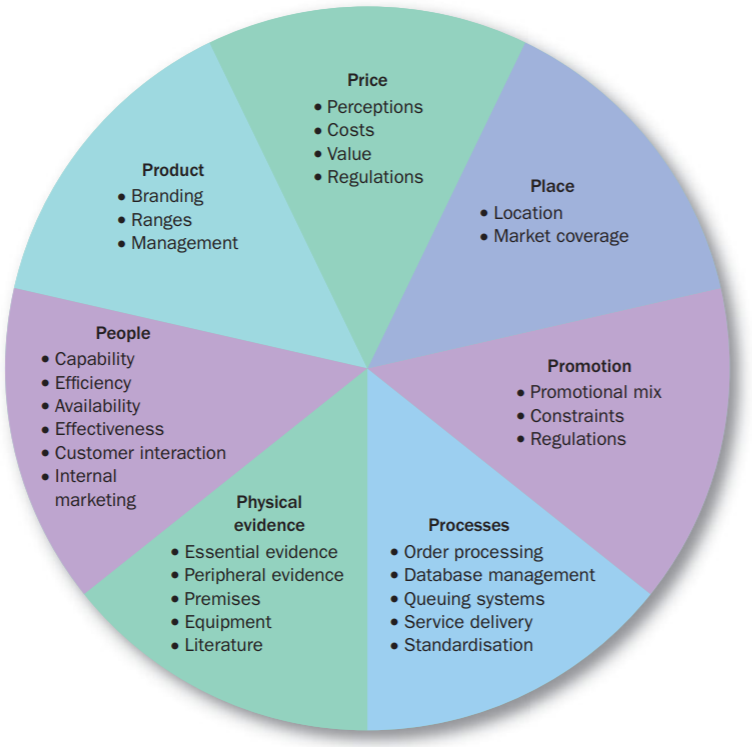 Price
• Perceptions
• Costs
• Value
• Regulations
Place
• Location
• Market coverage
Promotion
• Promotional mix
• Constraints
• Regulations
Processes
• Order processing
• Database management
• Queuing systems
• Service delivery
• Standardisation
Physical
evidence
• Essential evidence
• Peripheral evidence
• Premises
• Equipment
• Literature
People
• Capability
• Efficiency
• Availability
• Effectiveness
• Customer interaction
• Internal
marketing
Product
• Branding
• Ranges
• Management